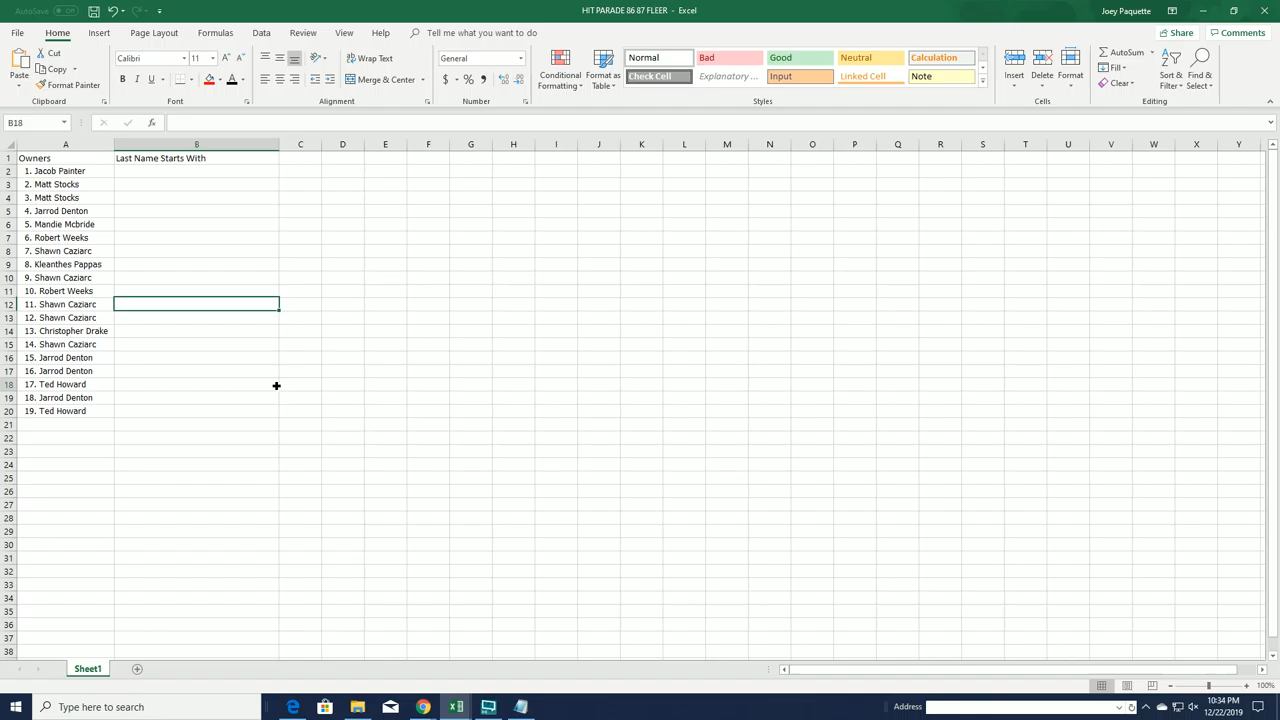 AutoSave Off
HIT PARADE 86 87 FLEER - Excel
Joey Paquette
File Home Insert Page Layout Formulas Data Review View Help Tell me what you want to do Share Comments
Paste Cut Copy Format Painter
Calibri 11
B I U
Wrap Text
Merge & Center
General
$ % ,
Conditional Formatting
Format as Table
Normal Bad Good Neutral Calculation
Check Cell Explanatory ... Input Linked Cell Note
Insert Delete Format
AutoSum
Fill
Clear
Sort & Filter
Find & Select
Clipboard Font Alignment Number Styles Cells Editing
B18 fx
A B C D E F G H I J K L M N O P Q R S T U V W X Y
1 Owners Last Name Starts With
2 1. Jacob Painter
3 2. Matt Stocks
4 3. Matt Stocks
5 4. Jarrod Denton
6 5. Mandie Mcbride
7 6. Robert Weeks
8 7. Shawn Caziarc
9 8. Kleanthes Pappas
10 9. Shawn Caziarc
11 10. Robert Weeks
12 11. Shawn Caziarc
13 12. Shawn Caziarc
14 13. Christopher Drake
15 14. Shawn Caziarc
16 15. Jarrod Denton
17 16. Jarrod Denton
18 17. Ted Howard
19 18. Jarrod Denton
20 19. Ted Howard
21
22
23
24
25
26
27
28
29
30
31
32
33
34
35
36
37
38
Sheet1
100%
Type here to search
Address
10:34 PM
12/22/2019